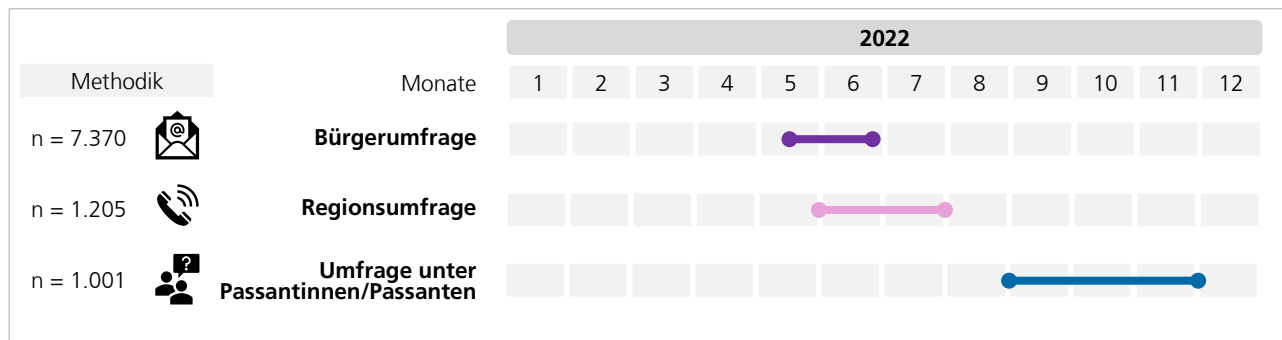 2022
Methodik Monate 1 2 3 4 5 6 7 8 9 10 11 12
n = 7.370 @ Bürgerumfrage
n = 1.205 Regionsumfrage
n = 1.001 ? Umfrage unter
Passantinnen/Passanten